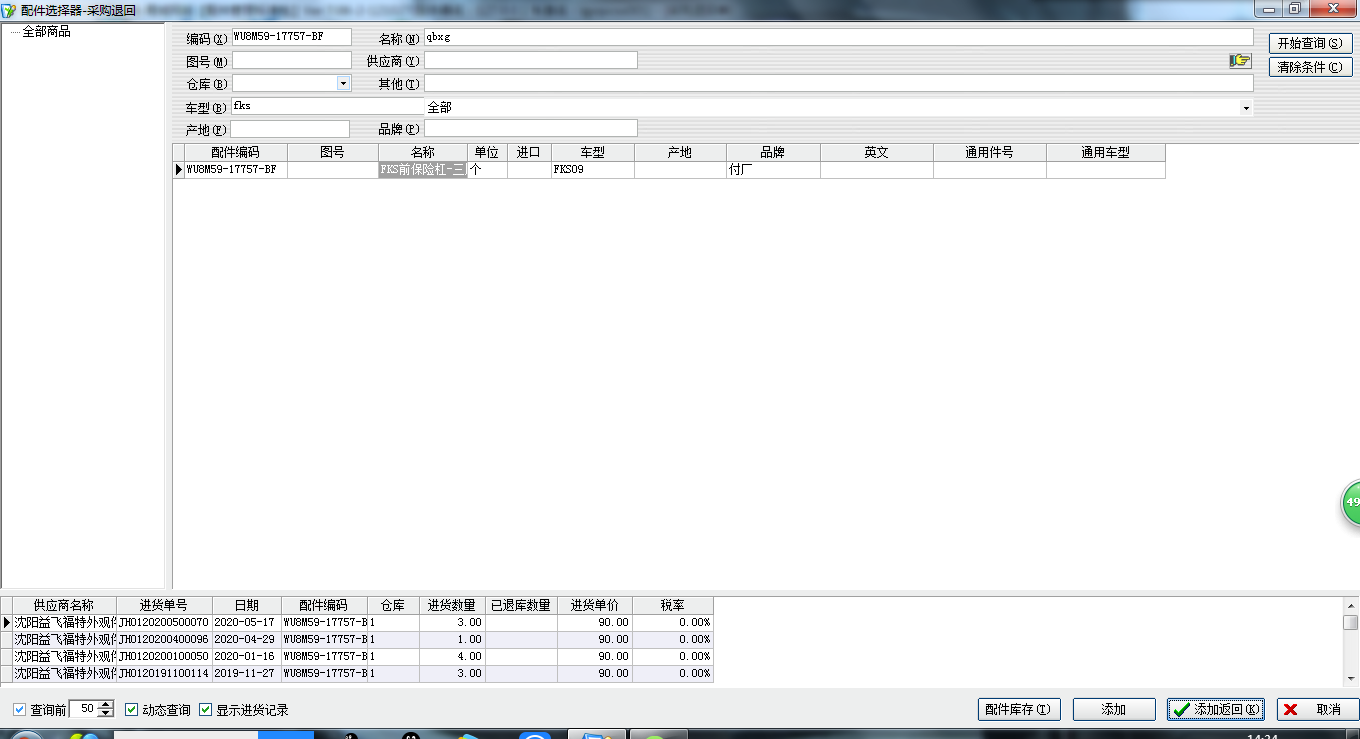 配件选择器-采购退回
全部商品
编码(X) WU8M59-17757-BF 名称(N) qbxg 开始查询(S)
图号(M) 供应商(Y) 清除条件(C)
仓库(B) 其他(T)
车型(B) fks 全部
产地(F) 品牌(P)
配件编码 图号 名称 单位 进口 车型 产地 品牌 英文 通用件号 通用车型
WU8M59-17757-BF FKS前保险杠-三 个 FKS09 付厂
49
供应商名称 进货单号 日期 配件编码 仓库 进货数量 已退库数量 进货单价 税率
沈阳益飞福特外观件 JH0120200500070 2020-05-17 WU8M59-17757-B 1 3.00 90.00 0.00%
沈阳益飞福特外观件 JH0120200400096 2020-04-29 WU8M59-17757-B 1 1.00 90.00 0.00%
沈阳益飞福特外观件 JH0120200100050 2020-01-16 WU8M59-17757-B 1 4.00 90.00 0.00%
沈阳益飞福特外观件 JH0120191100114 2019-11-27 WU8M59-17757-B 1 3.00 90.00 0.00%
查询前 50 动态查询 显示进货记录 配件库存(I) 添加 添加返回(K) 取消